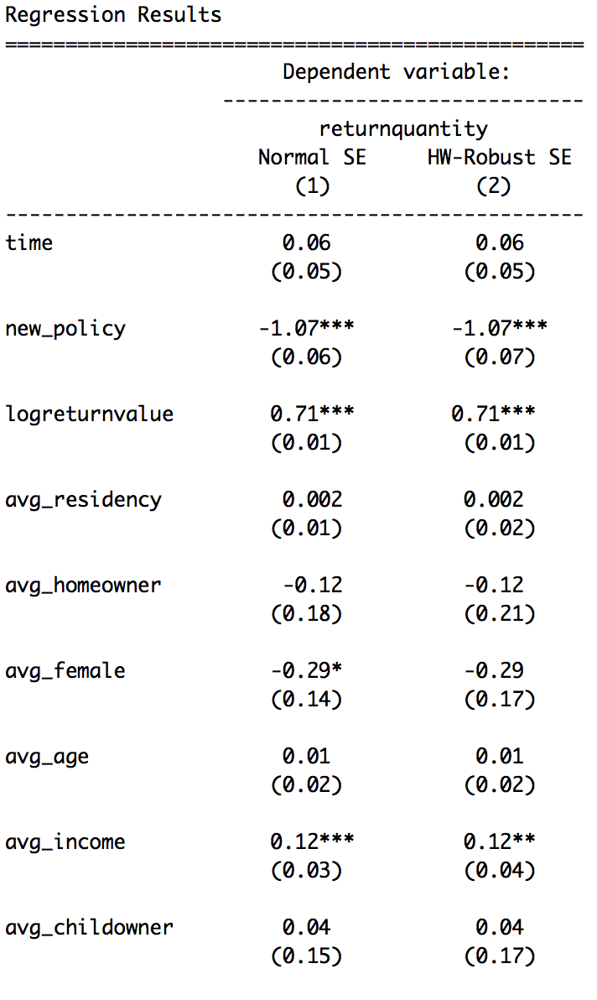 Regression Results
================================================
Dependent variable:
------------------------------
returnquantity
Normal SE HW-Robust SE
(1) (2)
------------------------------------------------
time 0.06 0.06
(0.05) (0.05)
new_policy -1.07*** -1.07***
(0.06) (0.07)
logreturnvalue 0.71*** 0.71***
(0.01) (0.01)
avg_residency 0.002 0.002
(0.01) (0.02)
avg_homeowner -0.12 -0.12
(0.18) (0.21)
avg_female -0.29* -0.29
(0.14) (0.17)
avg_age 0.01 0.01
(0.02) (0.02)
avg_income 0.12*** 0.12**
(0.03) (0.04)
avg_childowner 0.04 0.04
(0.15) (0.17)